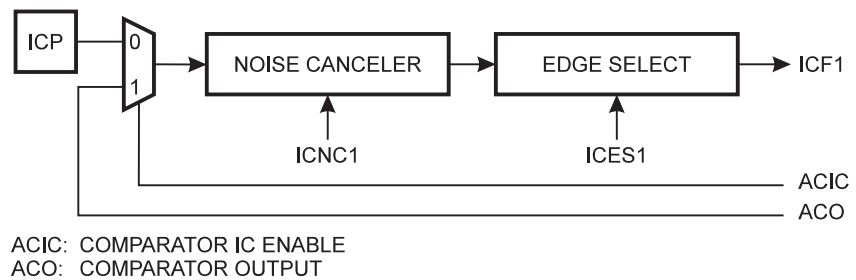 ICP
0
1
NOISE CANCELER
EDGE SELECT
ICF1
ICNC1
ICES1
ACIC
ACO
ACIC: COMPARATOR IC ENABLE
ACO: COMPARATOR OUTPUT